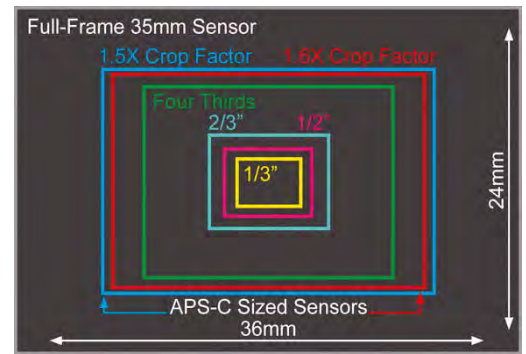 Full-Frame 35mm Sensor
1.5X Crop Factor 1.6X Crop Factor
Four Thirds
2/3” 1/2”
1/3”
24mm
APS-C Sized Sensors
36mm